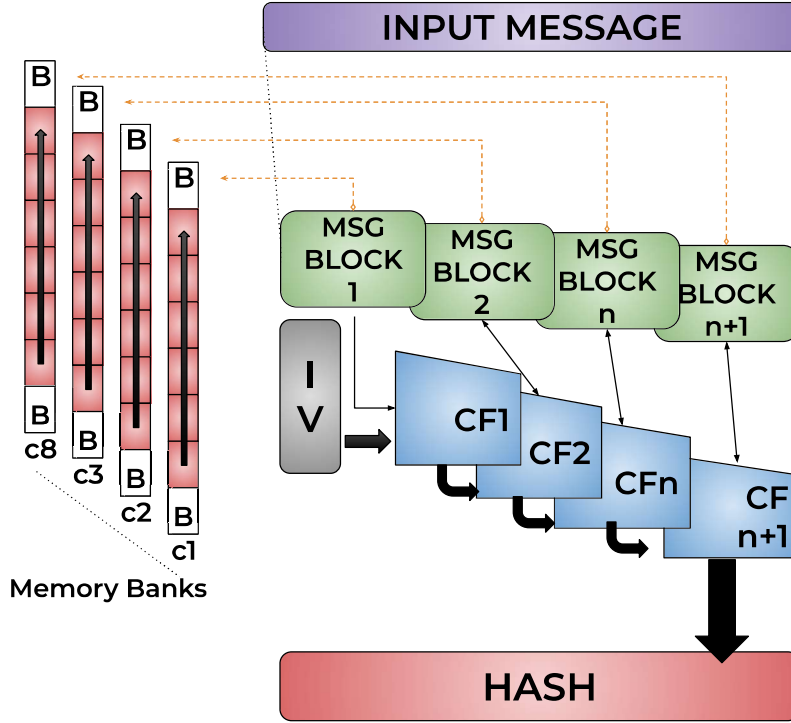 INPUT MESSAGE
B
B
B
B
MSG
BLOCK
1
MSG
BLOCK
2
MSG
BLOCK
n
MSG
BLOCK
n+1
I
V
CF1
CF2
CFn
CF
n+1
B
B
B
B
c8
c3
c2
c1
Memory Banks
HASH